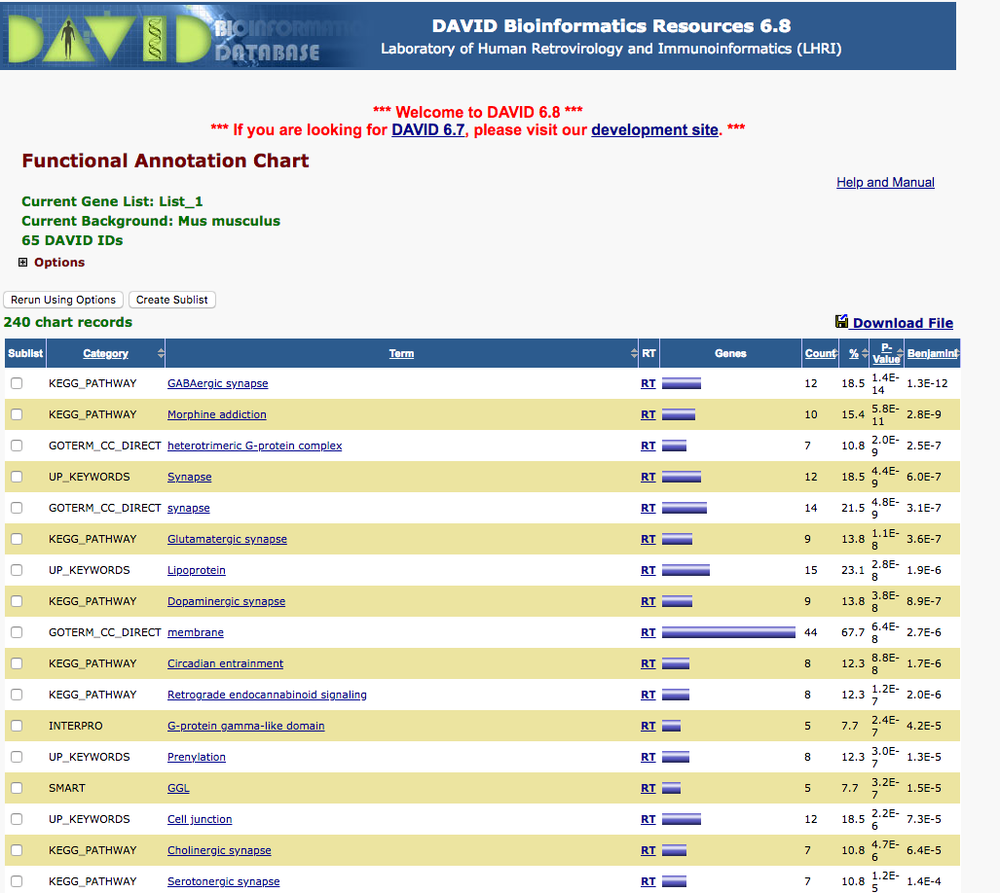 DAVID BIOINFORMATICS DATABASE
DAVID Bioinformatics Resources 6.8
Laboratory of Human Retrovirology and Immunoinformatics (LHRI)
*** Welcome to DAVID 6.8 ***
*** If you are looking for DAVID 6.7, please visit our development site. ***
Functional Annotation Chart
Help and Manual
Current Gene List: List_1
Current Background: Mus musculus
65 DAVID IDs
Options
Rerun Using Options Create Sublist
240 chart records Download File
Sublist Category Term RT Genes Count % P-Value Benjamini
KEGG_PATHWAY GABAergic synapse RT 12 18.5 1.4E-14 1.3E-12
KEGG_PATHWAY Morphine addiction RT 10 15.4 5.8E-11 2.8E-9
GOTERM_CC_DIRECT heterotrimeric G-protein complex RT 7 10.8 2.0E-9 2.5E-7
UP_KEYWORDS Synapse RT 12 18.5 4.4E-9 6.0E-7
GOTERM_CC_DIRECT synapse RT 14 21.5 4.8E-9 3.1E-7
KEGG_PATHWAY Glutamatergic synapse RT 9 13.8 1.1E-8 3.6E-7
UP_KEYWORDS Lipoprotein RT 15 23.1 2.8E-8 1.9E-6
KEGG_PATHWAY Dopaminergic synapse RT 9 13.8 3.8E-8 8.9E-7
GOTERM_CC_DIRECT membrane RT 44 67.7 6.4E-8 2.7E-6
KEGG_PATHWAY Circadian entrainment RT 8 12.3 8.8E-8 1.7E-6
KEGG_PATHWAY Retrograde endocannabinoid signaling RT 8 12.3 1.2E-7 2.0E-6
INTERPRO G-protein gamma-like domain RT 5 7.7 2.4E-7 4.2E-5
UP_KEYWORDS Prenylation RT 8 12.3 3.0E-7 1.3E-5
SMART GGL RT 5 7.7 3.2E-7 1.5E-5
UP_KEYWORDS Cell junction RT 12 18.5 2.2E-6 7.3E-5
KEGG_PATHWAY Cholinergic synapse RT 7 10.8 4.7E-6 6.4E-5
KEGG_PATHWAY Serotonergic synapse RT 7 10.8 1.2E-5 1.4E-4